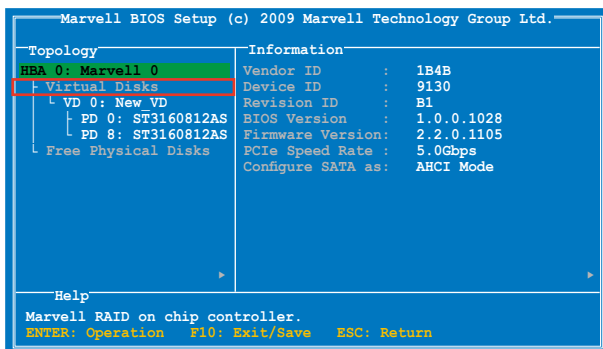 Marvell BIOS Setup (c) 2009 Marvell Technology Group Ltd.
Topology
HBA 0: Marvell 0
Virtual Disks
VD 0: New_VD
PD 0: ST3160812AS
PD 8: ST3160812AS
Free Physical Disks
Information
Vendor ID : 1B4B
Device ID : 9130
Revision ID : B1
BIOS Version : 1.0.0.1028
Firmware Version: 2.2.0.1105
PCIe Speed Rate : 5.0Gbps
Configure SATA as: AHCI Mode
Help
Marvell RAID on chip controller.
ENTER: Operation F10: Exit/Save ESC: Return